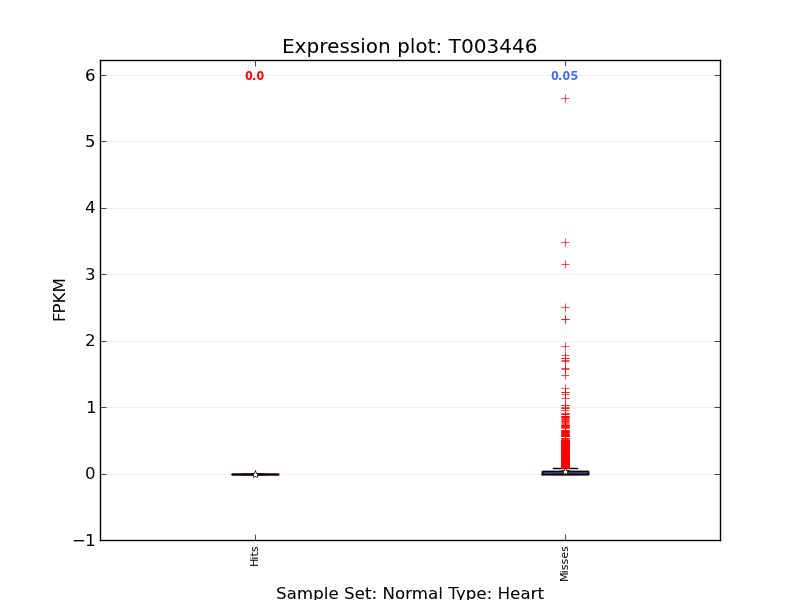 Expression plot: T003446
0.0
0.05
6
5
4
3
2
1
0
−1
FPKM
Hits
Misses
Sample Set: Normal Type: Heart